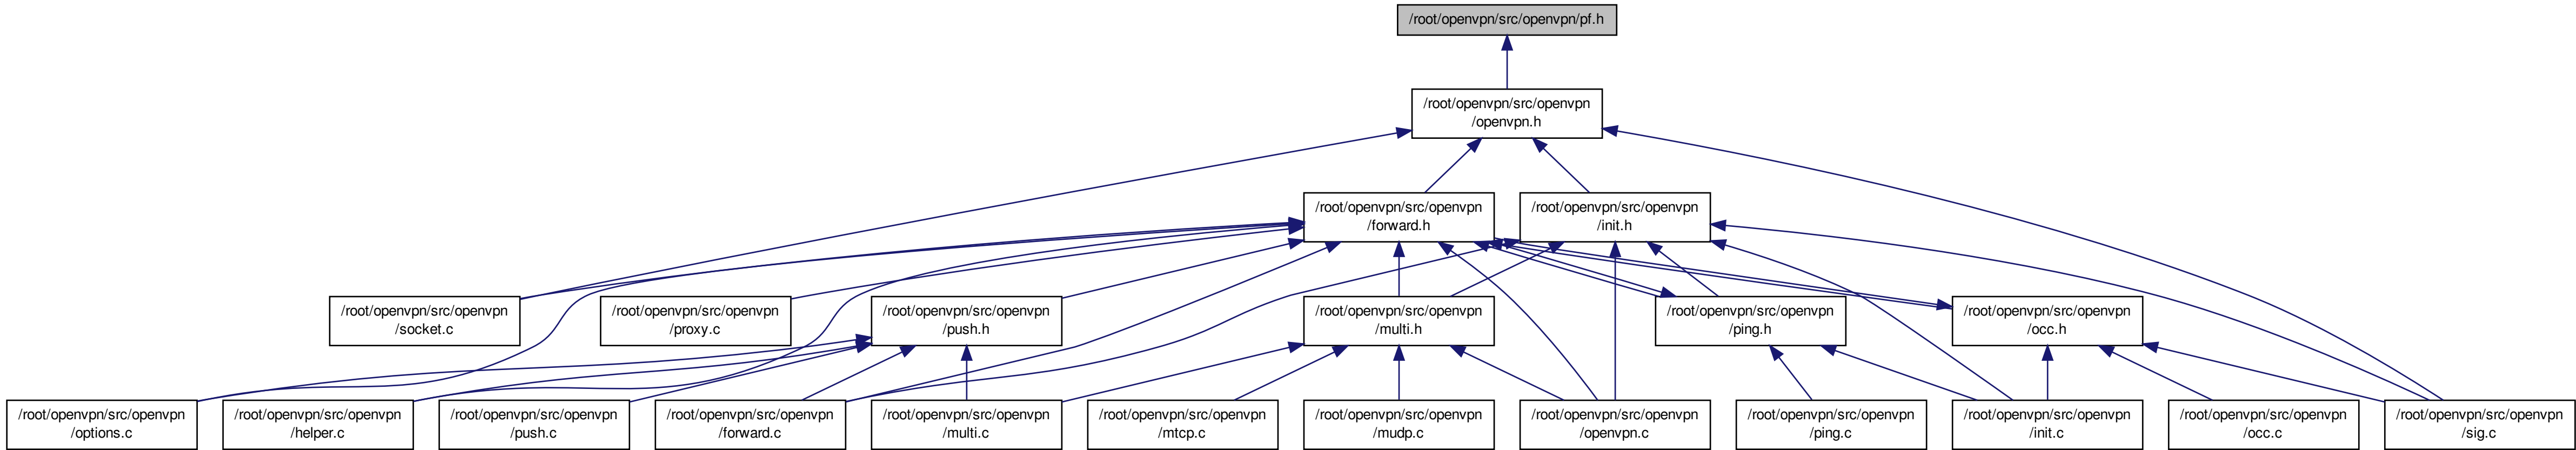 /root/openvpn/src/openvpn/pf.h
/root/openvpn/src/openvpn
/openvpn.h
/root/openvpn/src/openvpn
/forward.h
/root/openvpn/src/openvpn
/init.h
/root/openvpn/src/openvpn
/socket.c
/root/openvpn/src/openvpn
/proxy.c
/root/openvpn/src/openvpn
/push.h
/root/openvpn/src/openvpn
/multi.h
/root/openvpn/src/openvpn
/ping.h
/root/openvpn/src/openvpn
/occ.h
/root/openvpn/src/openvpn
/options.c
/root/openvpn/src/openvpn
/helper.c
/root/openvpn/src/openvpn
/push.c
/root/openvpn/src/openvpn
/forward.c
/root/openvpn/src/openvpn
/multi.c
/root/openvpn/src/openvpn
/mtcp.c
/root/openvpn/src/openvpn
/mudp.c
/root/openvpn/src/openvpn
/openvpn.c
/root/openvpn/src/openvpn
/ping.c
/root/openvpn/src/openvpn
/init.c
/root/openvpn/src/openvpn
/occ.c
/root/openvpn/src/openvpn
/sig.c